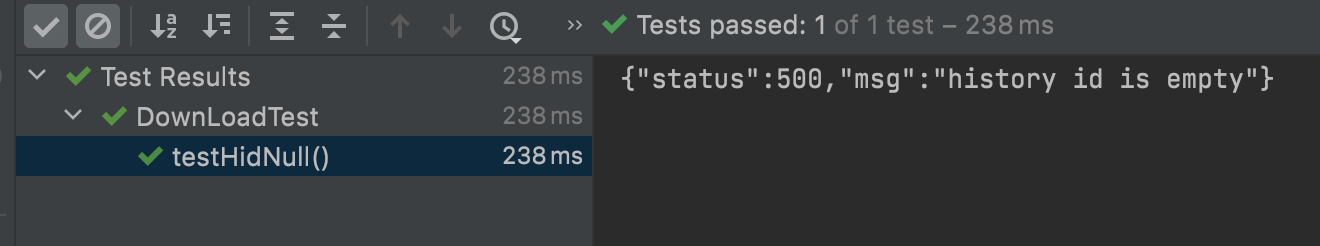 Tests passed: 1 of 1 test – 238 ms
Test Results 238 ms
{"status":500,"msg":"history id is empty"}
DownLoadTest 238 ms
testHidNull() 238 ms